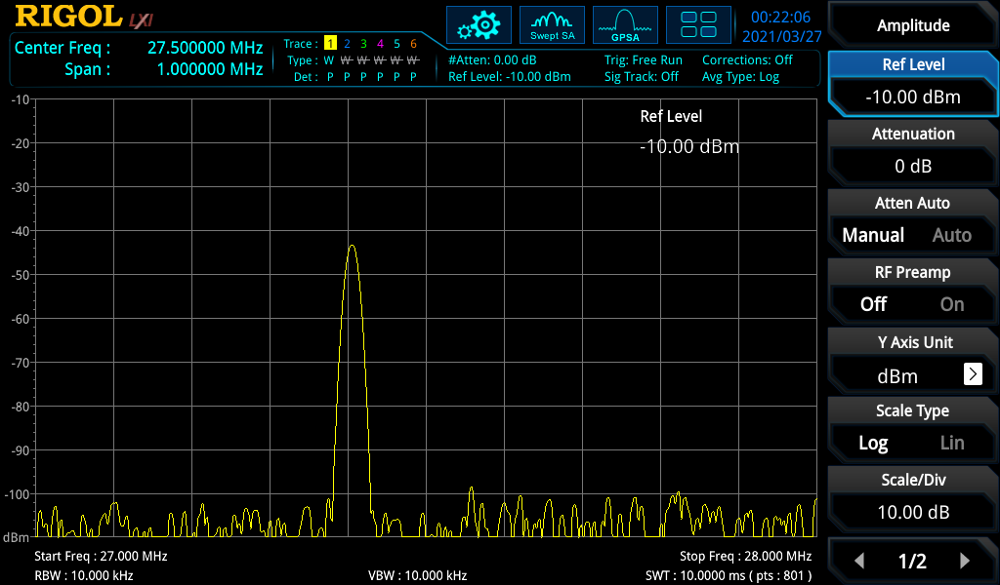 RIGOL LXI
Center Freq : 27.500000 MHz
Span : 1.000000 MHz
Trace : 1 2 3 4 5 6
Type : W W W W W W
Det : P P P P P P
Swept SA
GPSA
00:22:06
2021/03/27
#Atten: 0.00 dB
Ref Level: -10.00 dBm
Trig: Free Run
Sig Track: Off
Corrections: Off
Avg Type: Log
Ref Level
-10.00 dBm
-10
-20
-30
-40
-50
-60
-70
-80
-90
-100
dBm
Start Freq : 27.000 MHz
Stop Freq : 28.000 MHz
RBW : 10.000 kHz
VBW : 10.000 kHz
SWT : 10.0000 ms ( pts : 801 )
Amplitude
Ref Level
-10.00 dBm
Attenuation
0 dB
Atten Auto
Manual Auto
RF Preamp
Off On
Y Axis Unit
dBm
Scale Type
Log Lin
Scale/Div
10.00 dB
1/2